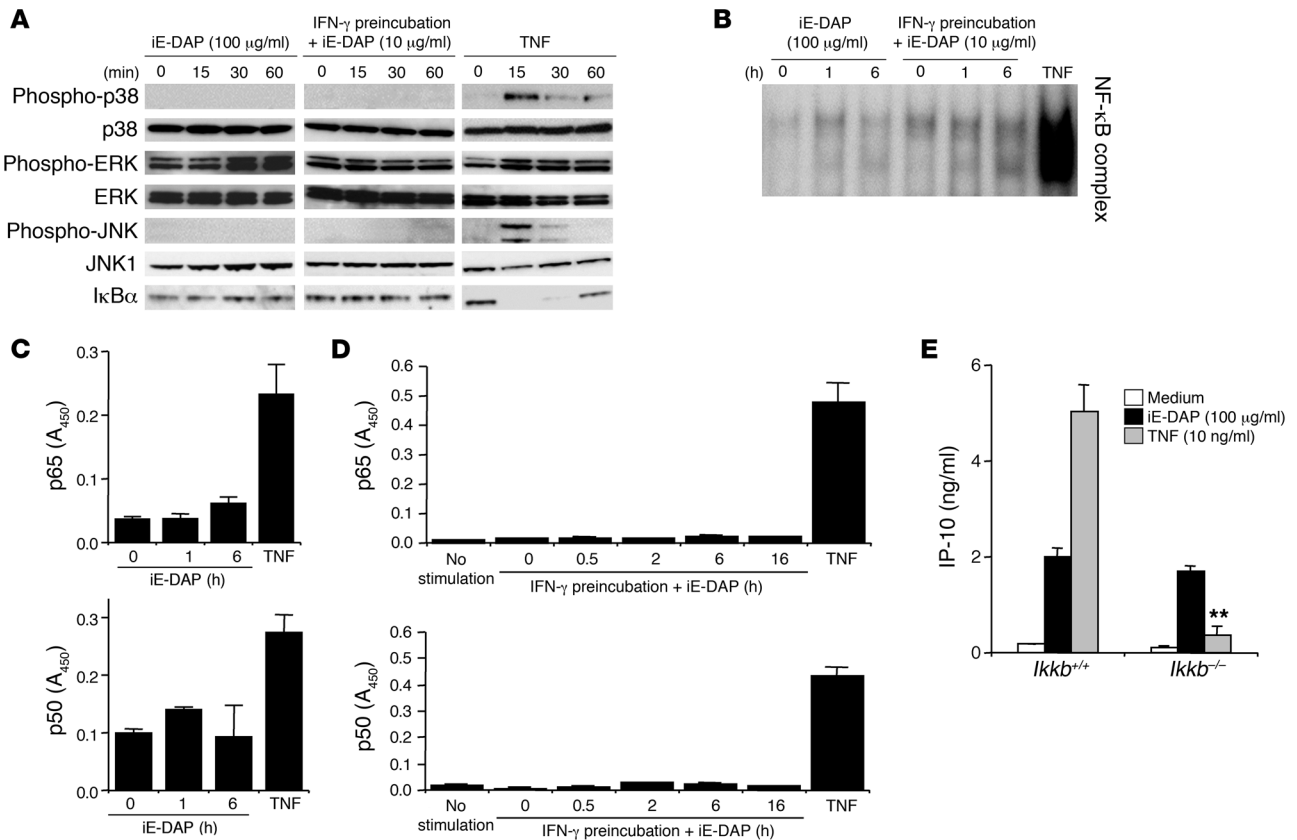 A
iE-DAP (100 μg/ml)
IFN-γ preincubation
+ iE-DAP (10 μg/ml)
TNF
(min) 0 15 30 60 0 15 30 60 0 15 30 60
Phospho-p38
p38
Phospho-ERK
ERK
Phospho-JNK
JNK1
IκBα
B
iE-DAP
(100 μg/ml)
IFN-γ preincubation
+ iE-DAP (10 μg/ml)
(h) 0 1 6 0 1 6 TNF
NF-κB complex
C
p65 (A450)
0.3
0.2
0.1
0.0
0 1 6 TNF
iE-DAP (h)
p50 (A450)
0.3
0.2
0.1
0.0
0 1 6 TNF
iE-DAP (h)
D
p65 (A450)
0.6
0.5
0.4
0.3
0.2
0.1
0.0
No
stimulation
0 0.5 2 6 16 TNF
IFN-γ preincubation + iE-DAP (h)
p50 (A450)
0.6
0.5
0.4
0.3
0.2
0.1
0.0
No
stimulation
0 0.5 2 6 16 TNF
IFN-γ preincubation + iE-DAP (h)
E
IP-10 (ng/ml)
6
4
2
0
Medium
iE-DAP (100 μg/ml)
TNF (10 ng/ml)
**
Ikkb+/+ Ikkb–/–